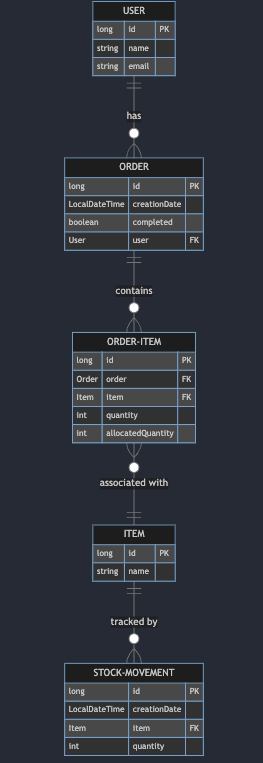 USER
long id PK
string name
string email
has
ORDER
long id PK
LocalDateTime creationDate
boolean completed
User user FK
contains
ORDER-ITEM
long id PK
Order order FK
Item item FK
int quantity
int allocatedQuantity
associated with
ITEM
long id PK
string name
tracked by
STOCK-MOVEMENT
long id PK
LocalDateTime creationDate
Item item FK
int quantity